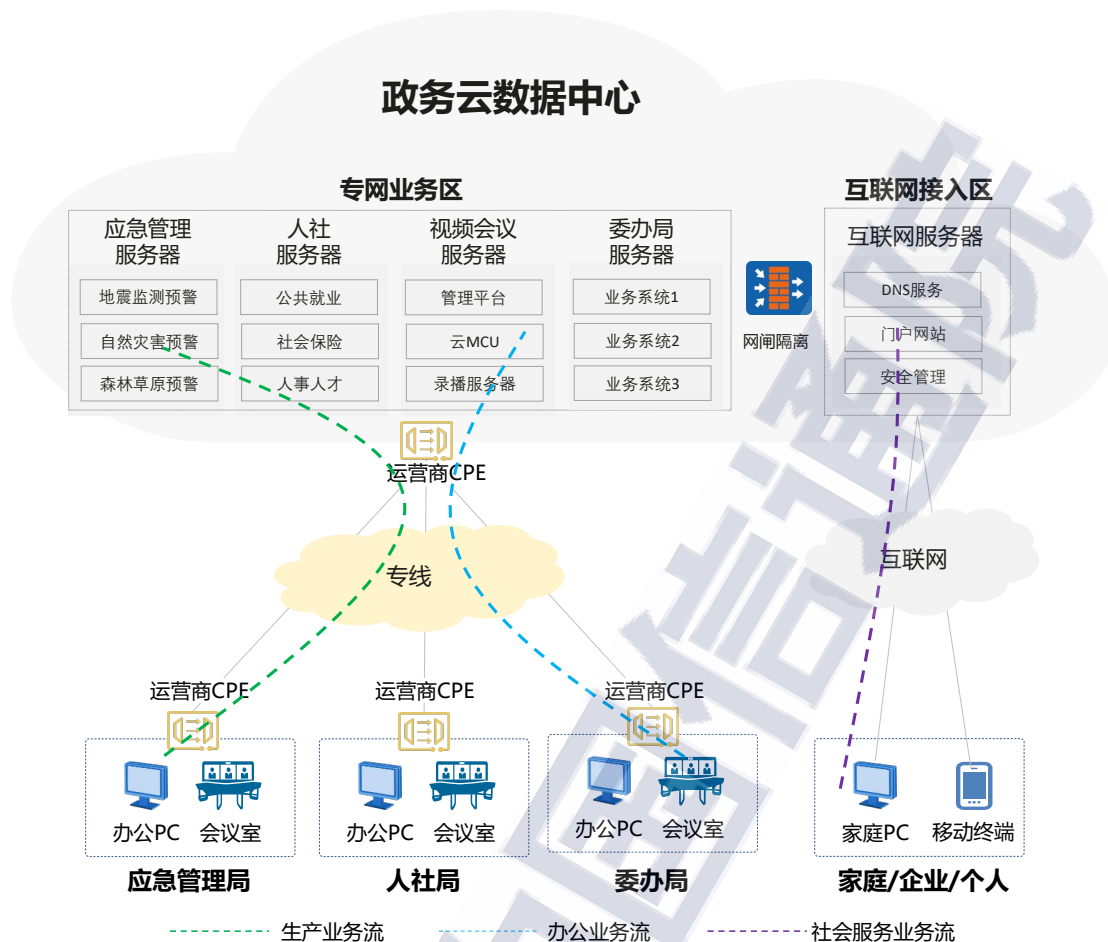 政务云数据中心
专网业务区
互联网接入区
应急管理
服务器
人社
服务器
视频会议
服务器
委办局
服务器
互联网服务器
地震监测预警
公共就业
管理平台
业务系统1
DNS服务
自然灾害预警
社会保险
云MCU
业务系统2
网闸隔离
门户网站
森林草原预警
人事人才
录播服务器
业务系统3
安全管理
运营商CPE
专线
互联网
运营商CPE
运营商CPE
运营商CPE
办公PC
会议室
办公PC
会议室
办公PC
会议室
家庭PC
移动终端
应急管理局
人社局
委办局
家庭/企业/个人
生产业务流
办公业务流
社会服务业务流
中国信通院